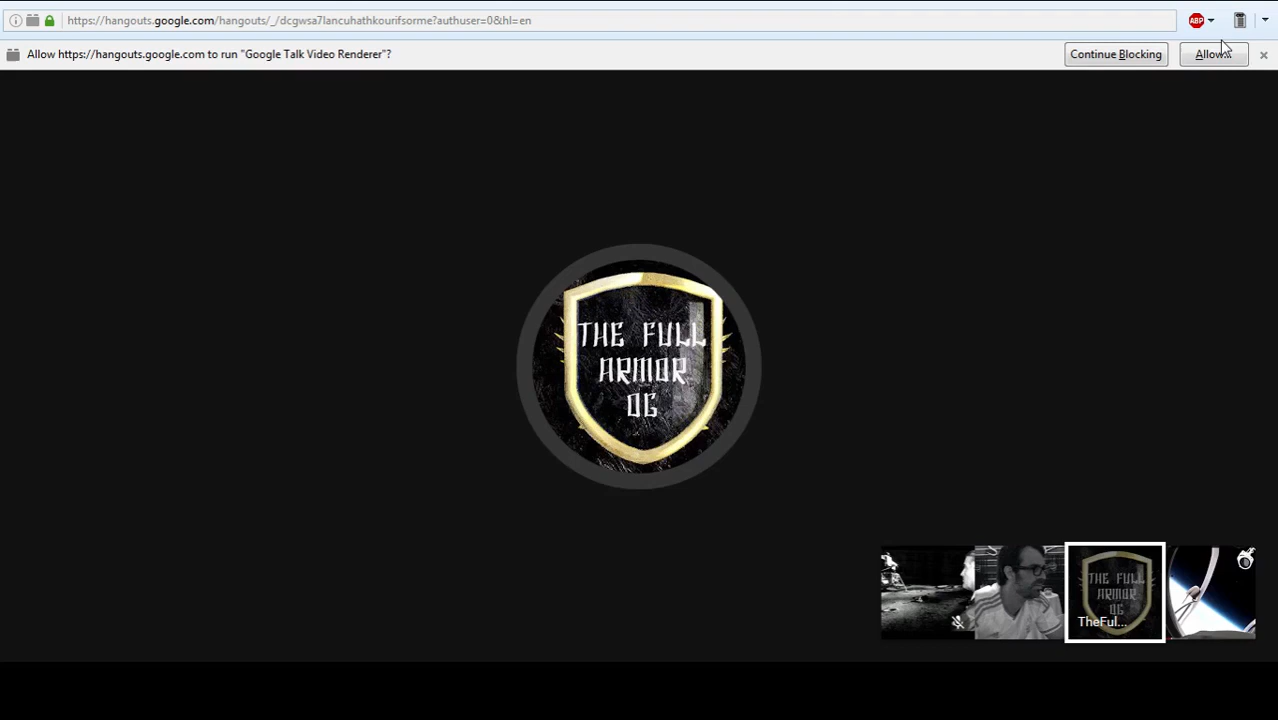 https://hangouts.google.com/hangouts/_/dcgwsa7lancuhathkourifsorme?authuser=0&hl=en
ABP
Allow https://hangouts.google.com to run "Google Talk Video Renderer"?
Continue Blocking
Allow...
THE FULL
ARMOR
OG
THE FULL
ARMOR
OG
TheFul...